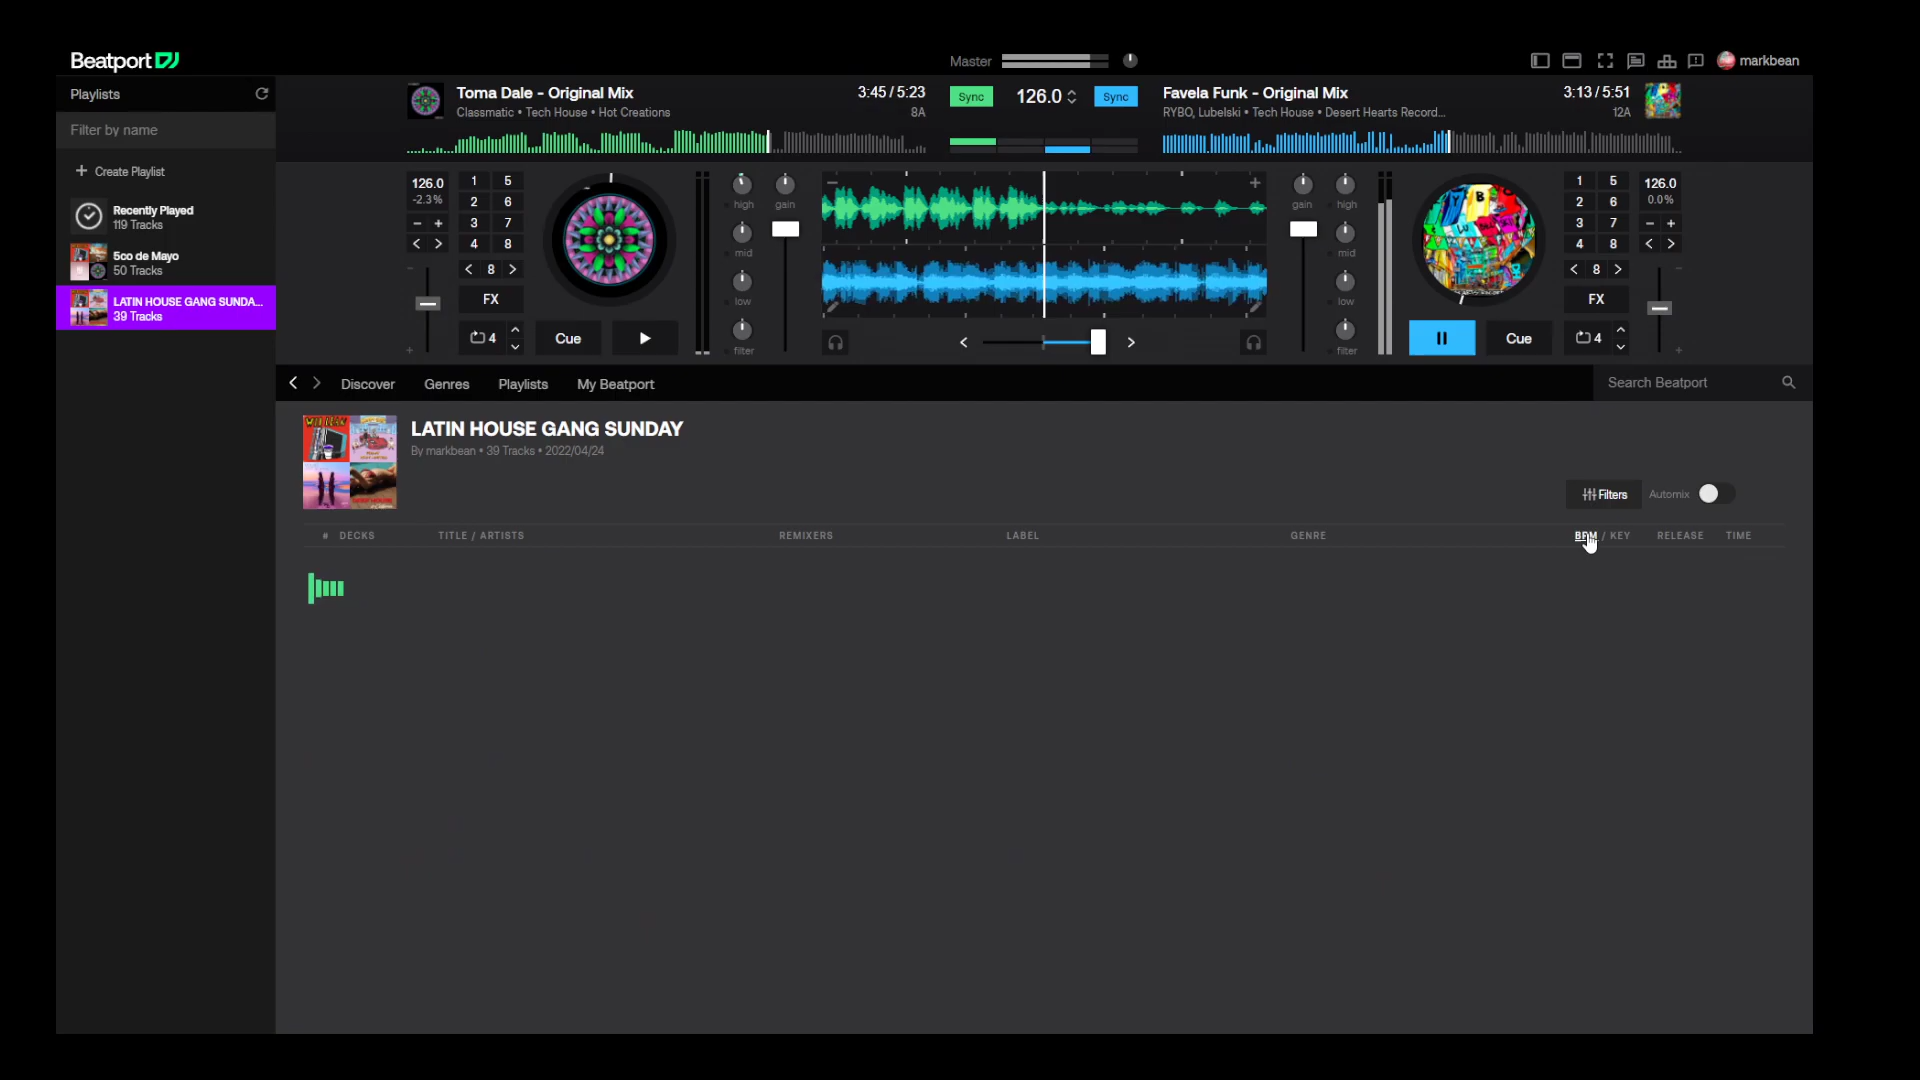 Beatport
Master
markbean
Playlists
Filter by name
Create Playlist
Recently Played
119 Tracks
5co de Mayo
50 Tracks
LATIN HOUSE GANG SUNDA...
39 Tracks
Toma Dale - Original Mix
Classmatic • Tech House • Hot Creations
3:45 / 5:23
8A
Sync
126.0
Sync
Favela Funk - Original Mix
RYBO, Lubelski • Tech House • Desert Hearts Record...
3:13 / 5:51
12A
126.0
-2.3%
- +
< >
- +
1 5
2 6
3 7
4 8
< 8 >
FX
4
Cue
high
mid
low
filter
gain
- +
< >
gain
high
mid
low
filter
Cue
1 5
2 6
3 7
4 8
< 8 >
FX
4
126.0
0.0%
- +
< >
- +
< > Discover Genres Playlists My Beatport
Search Beatport
LATIN HOUSE GANG SUNDAY
By markbean • 39 Tracks • 2022/04/24
Filters
Automix
# DECKS TITLE / ARTISTS REMIXERS LABEL GENRE BPM / KEY RELEASE TIME